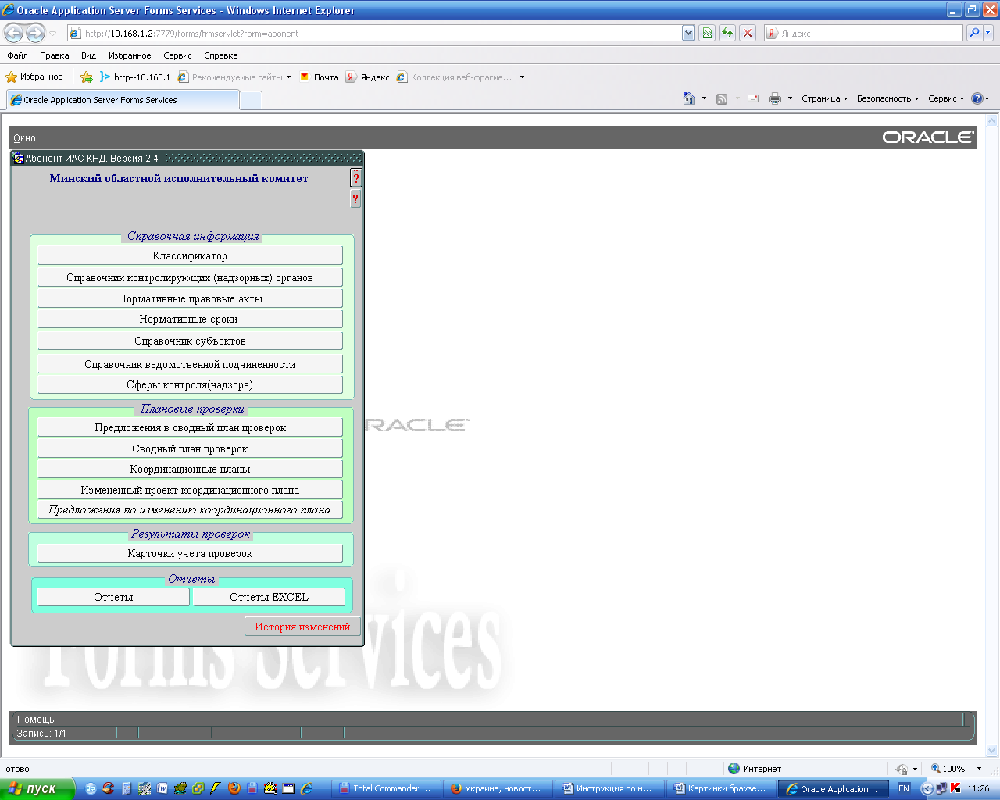 Oracle Application Server Forms Services - Windows Internet Explorer
http://10.168.1.2:7779/forms/frmservlet?form=abonent
Яндекс
Файл Правка Вид Избранное Сервис Справка
Избранное http--10.168.1 Рекомендуемые сайты Почта Яндекс Коллекция веб-фрагме...
Oracle Application Server Forms Services
Страница Безопасность Сервис
Окно
ORACLE
Абонент ИАС КНД. Версия 2.4
Минский областной исполнительный комитет
?
?
Справочная информация
Классификатор
Справочник контролирующих (надзорных) органов
Нормативные правовые акты
Нормативные сроки
Справочник субъектов
Справочник ведомственной подчиненности
Сферы контроля(надзора)
Плановые проверки
Предложения в сводный план проверок
Сводный план проверок
Координационные планы
Измененный проект координационного плана
Предложения по изменению координационного плана
RACLE
Результаты проверок
Карточки учета проверок
Отчеты
Отчеты Отчеты EXCEL
История изменений
Forms Services
Помощь
Запись: 1/1
Готово Интернет 100%
пуск Total Commander ... Украина, новост... Инструкция по н... Картинки браузе... Oracle Application... EN 11:26